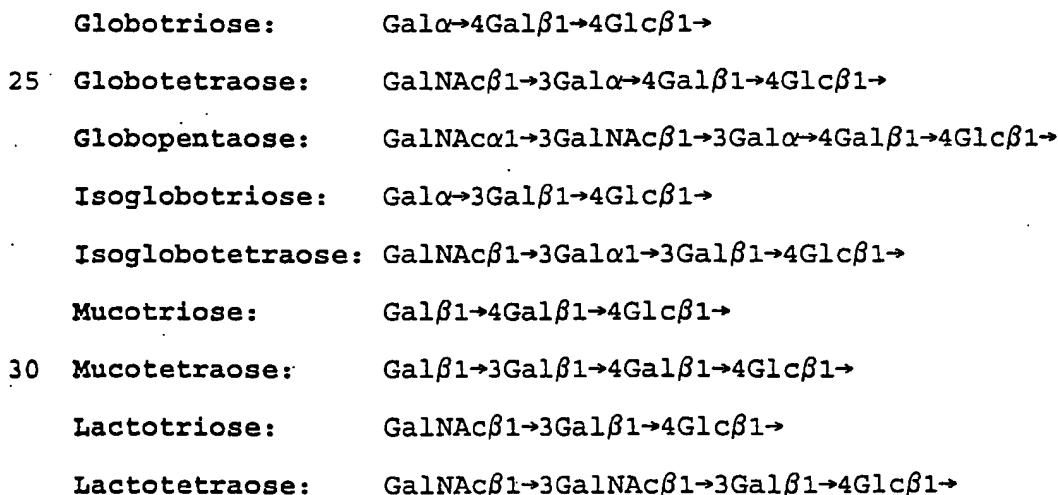 Globotriose: Galα→4Galβ1→4Glcβ1→
25 Globotetraose: GalNAcβ1→3Galα→4Galβ1→4Glcβ1→
Globopentaose: GalNAcα1→3GalNAcβ1→3Galα→4Galβ1→4Glcβ1→
Isoglobotriose: Galα→3Galβ1→4Glcβ1→
Isoglobotetraose: GalNAcβ1→3Galα1→3Galβ1→4Glcβ1→
Mucotriose: Galβ1→4Galβ1→4Glcβ1→
30 Mucotetraose: Galβ1→3Galβ1→4Galβ1→4Glcβ1→
Lactotriose: GalNAcβ1→3Galβ1→4Glcβ1→
Lactotetraose: GalNAcβ1→3GalNAcβ1→3Galβ1→4Glcβ1→